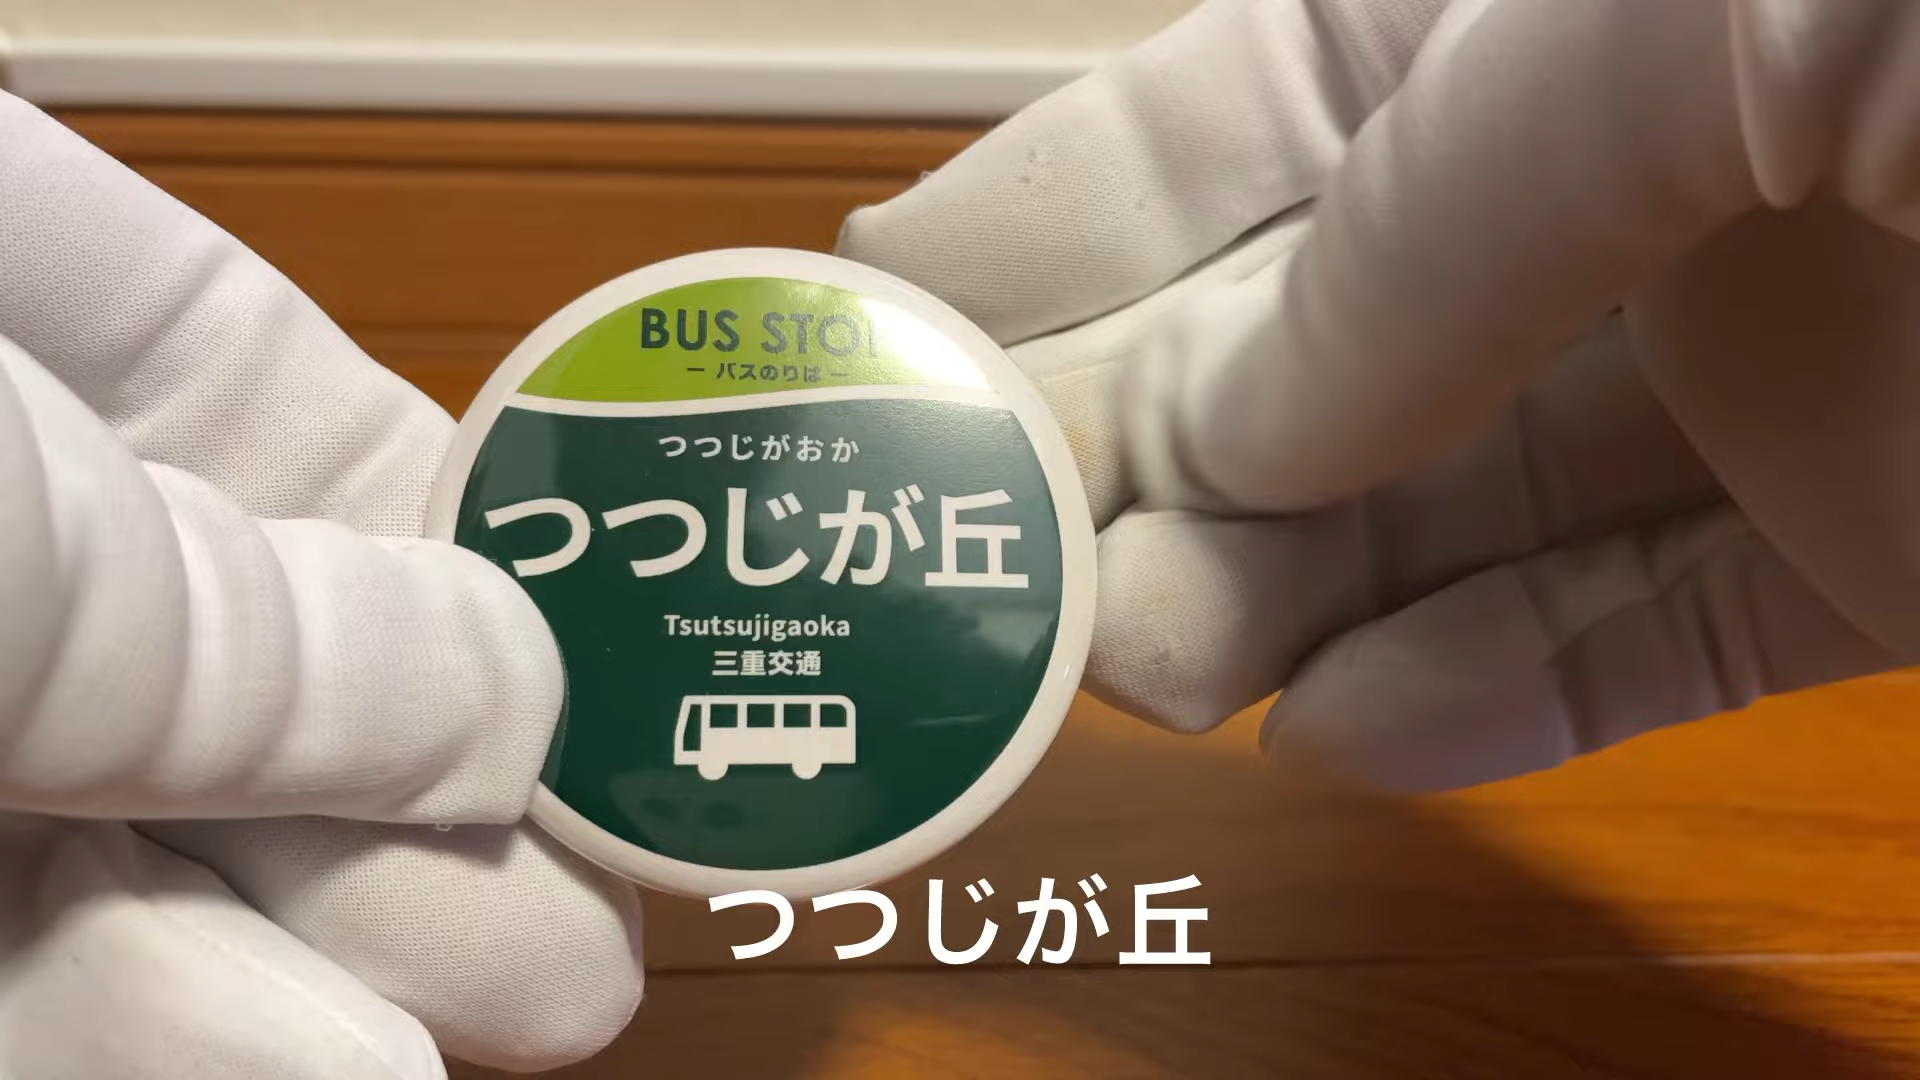 BUS STOP
ー バスのりば ー
つつじがおか
つつじが丘
Tsutsujigaoka
三重交通
つつじが丘